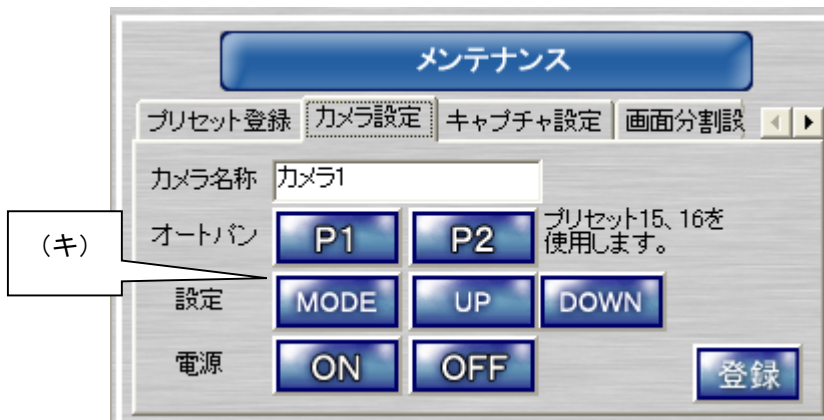 メンテナンス
プリセット登録 カメラ設定 キャプチャ設定 画面分割設
カメラ名称 カメラ1
オートパン P1 P2 プリセット15、16を
使用します。
（キ）
設定 MODE UP DOWN
電源 ON OFF 登録